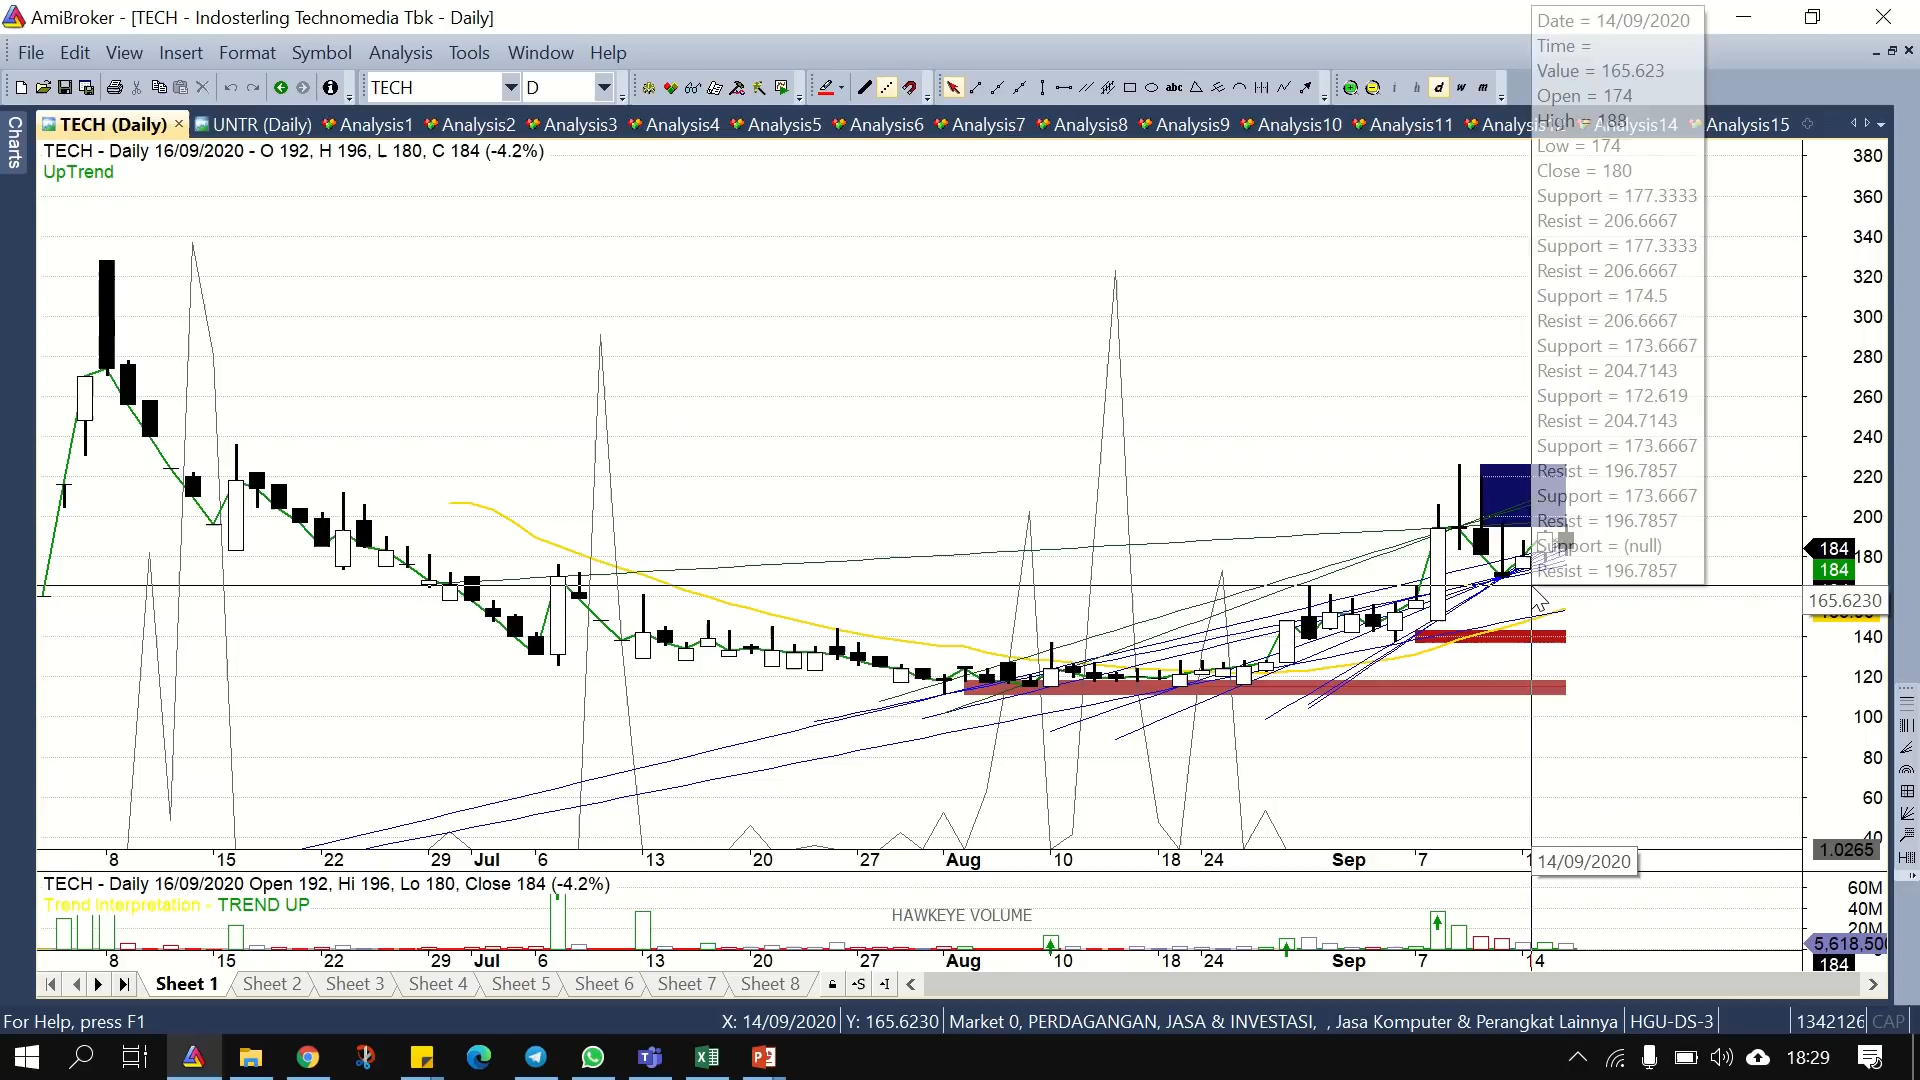 AmiBroker - [TECH - Indosterling Technomedia Tbk - Daily]
File Edit View Insert Format Symbol Analysis Tools Window Help
TECH D
abc i h d w m
Charts
TECH (Daily) × UNTR (Daily) Analysis1 Analysis2 Analysis3 Analysis4 Analysis5 Analysis6 Analysis7 Analysis8 Analysis9 Analysis10 Analysis11 Analysis14 Analysis15
TECH - Daily 16/09/2020 - O 192, H 196, L 180, C 184 (-4.2%)
UpTrend
Date = 14/09/2020
Time =
Value = 165.623
Open = 174
High = 188
Low = 174
Close = 180
Support = 177.3333
Resist = 206.6667
Support = 177.3333
Resist = 206.6667
Support = 174.5
Resist = 206.6667
Support = 173.6667
Resist = 204.7143
Support = 172.619
Resist = 204.7143
Support = 173.6667
Resist = 196.7857
Support = 173.6667
Resist = 196.7857
Support = (null)
Resist = 196.7857
380
360
340
320
300
280
260
240
220
200
184
180
184
165.6230
140
120
100
80
60
40
1.0265
8 15 22 29 Jul 6 13 20 27 Aug 10 18 24 Sep 7 14/09/2020
TECH - Daily 16/09/2020 Open 192, Hi 196, Lo 180, Close 184 (-4.2%)
Trend Interpretation - TREND UP
HAWKEYE VOLUME
60M
40M
20M
5,618,500
184
15 22 29 Jul 6 13 20 27 Aug 10 18 24 Sep 7 14
Sheet 1 Sheet 2 Sheet 3 Sheet 4 Sheet 5 Sheet 6 Sheet 7 Sheet 8
For Help, press F1
X: 14/09/2020 Y: 165.6230 Market 0, PERDAGANGAN, JASA & INVESTASI, , Jasa Komputer & Perangkat Lainnya HGU-DS-3 1342126 CAP
18:29